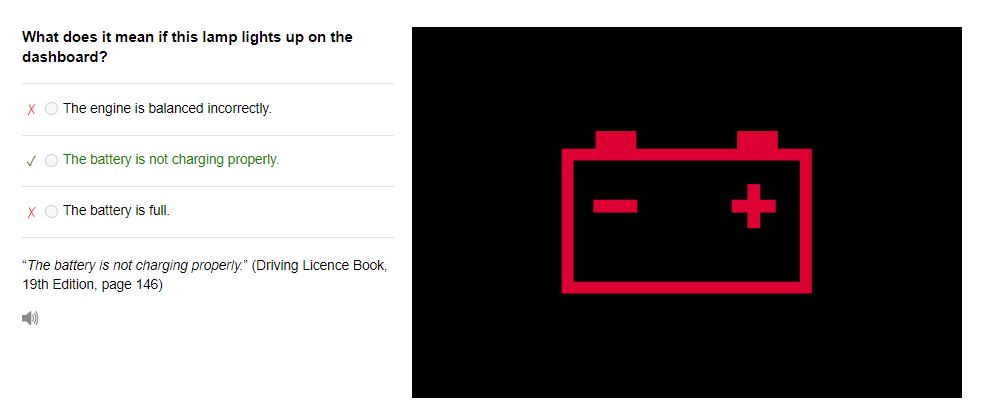 What does it mean if this lamp lights up on the
dashboard?
✗ The engine is balanced incorrectly.
✓ The battery is not charging properly.
✗ The battery is full.
“The battery is not charging properly.” (Driving Licence Book,
19th Edition, page 146)